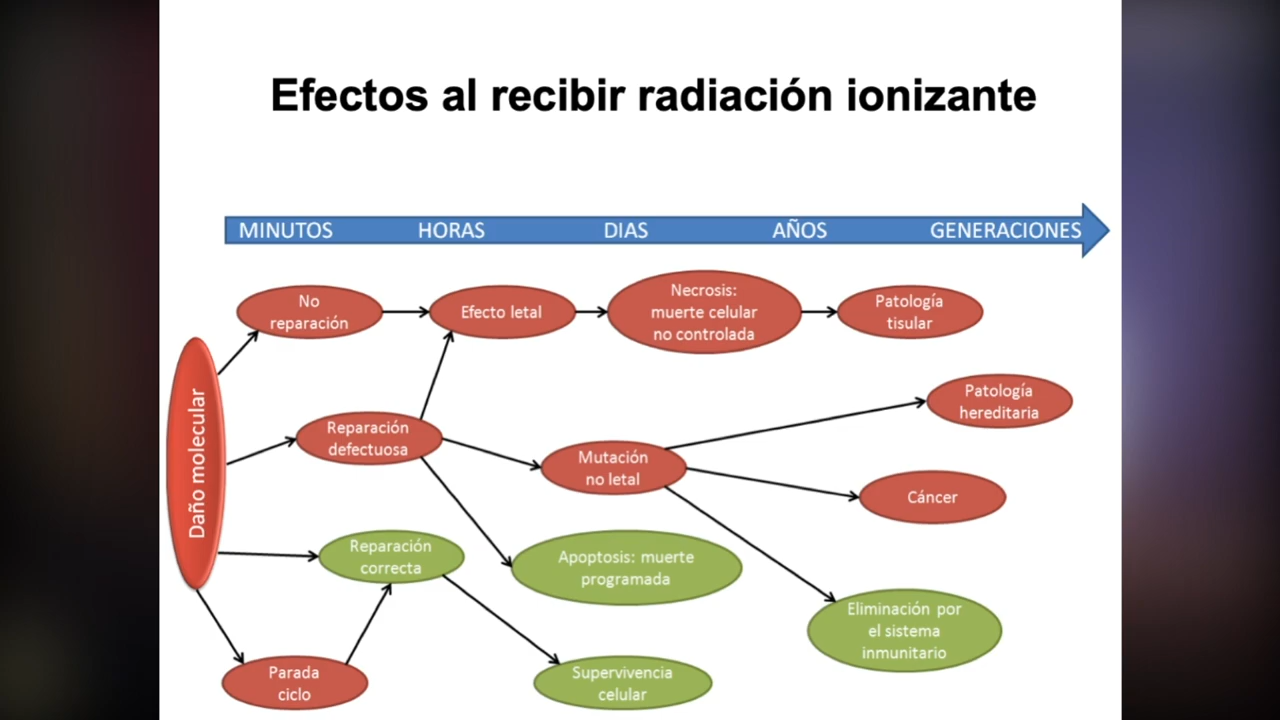 Efectos al recibir radiación ionizante
MINUTOS HORAS DIAS AÑOS GENERACIONES
No
reparación
Efecto letal
Necrosis:
muerte celular
no controlada
Patología
tisular
Daño molecular
Reparación
defectuosa
Mutación
no letal
Patología
hereditaria
Cáncer
Reparación
correcta
Apoptosis: muerte
programada
Eliminación por
el sistema
inmunitario
Parada
ciclo
Supervivencia
celular